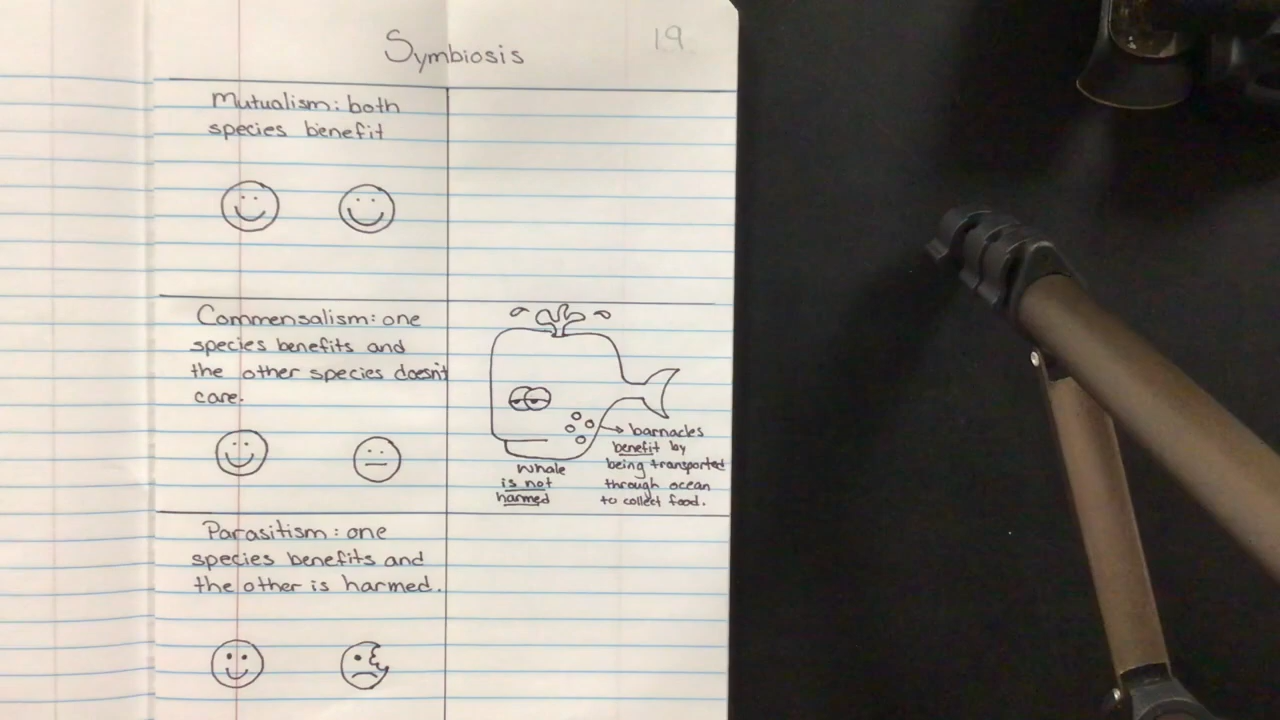 Symbiosis
19
Mutualism: both
species benefit
Commensalism: one
species benefits and
the other species doesn't
care.
whale
is not
harmed
barnacles
benefit by
being transported
through ocean
to collect food.
Parasitism: one
species benefits and
the other is harmed.